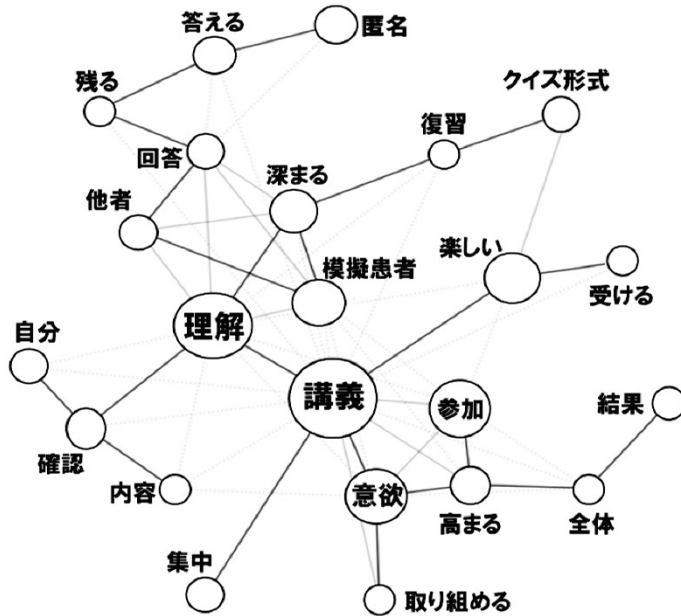 答える
匿名
残る
クイズ形式
復習
回答
深まる
他者
楽しい
模擬患者
受ける
自分
理解
講義
参加
結果
確認
内容
意欲
高まる
全体
集中
取り組める